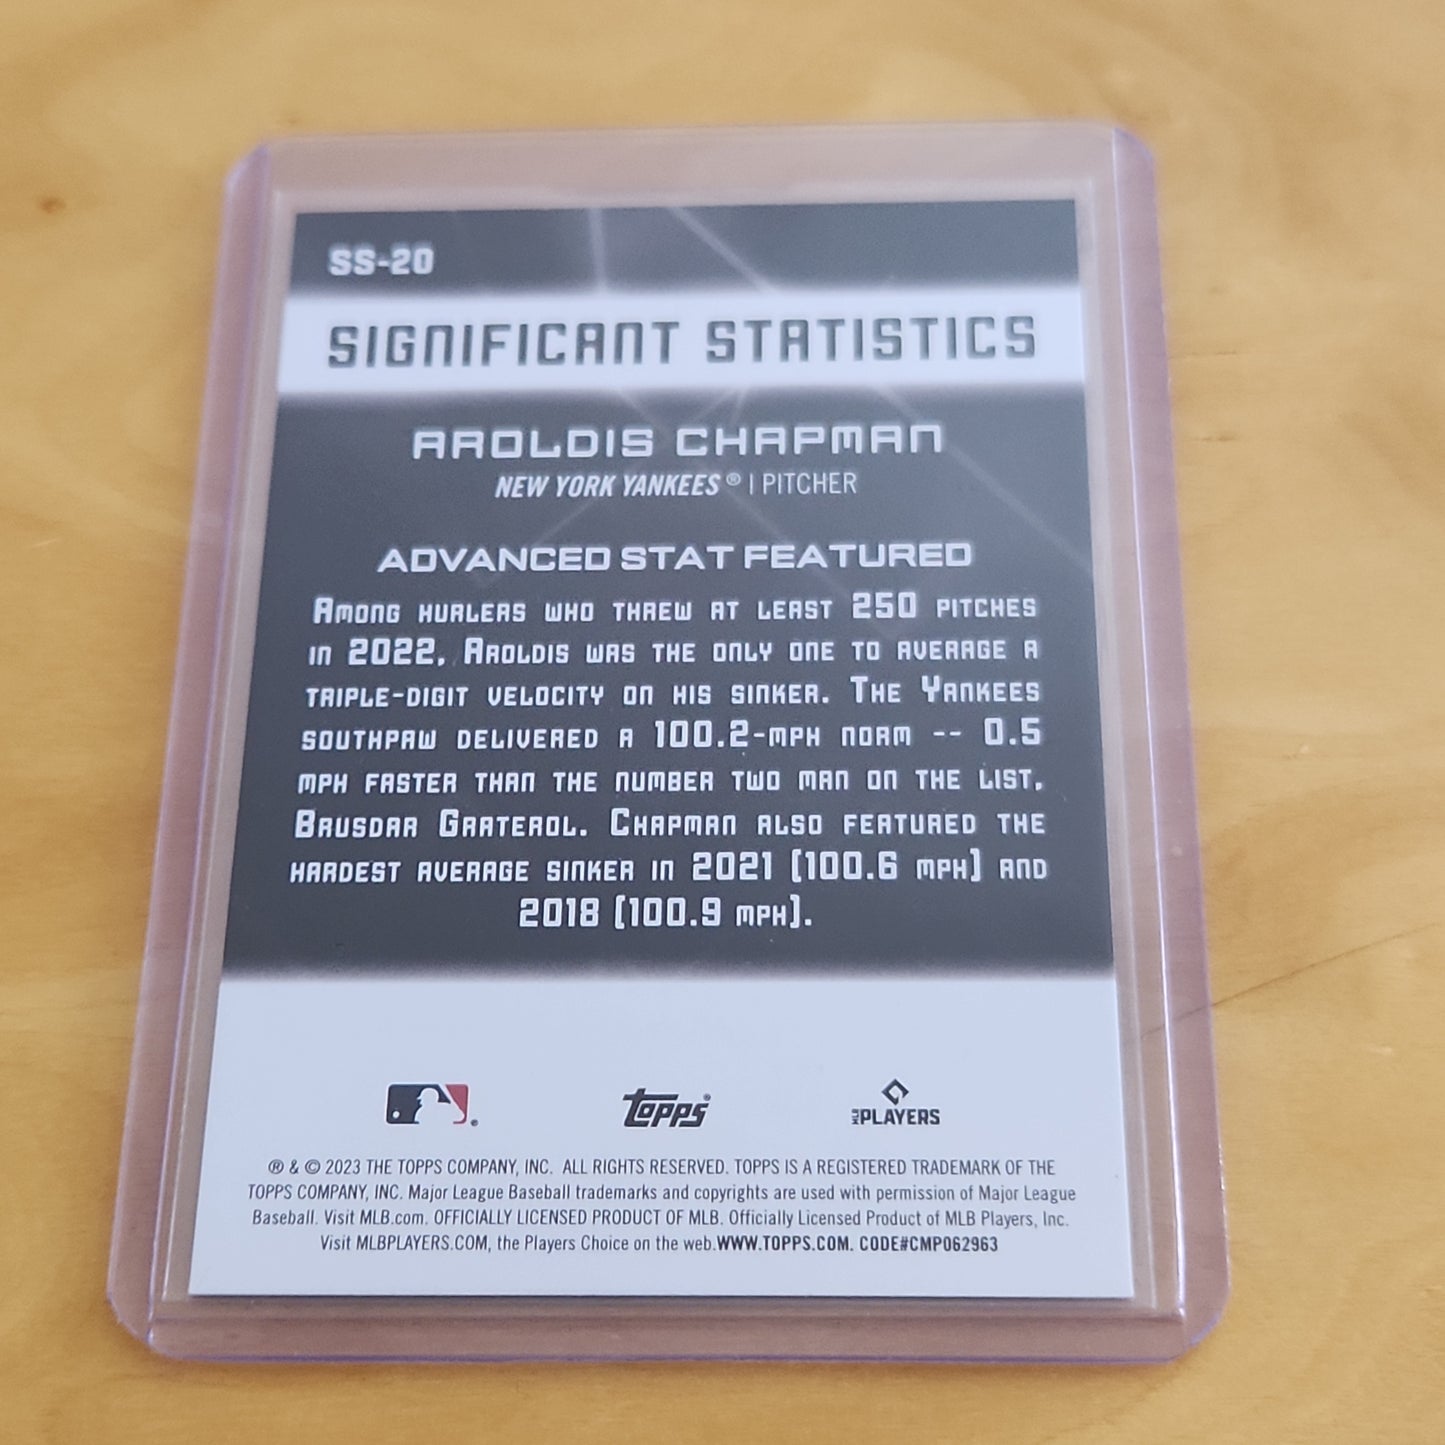 SS-20
SIGNIFICANT STATISTICS
AROLDIS CHAPMAN
NEW YORK YANKEES® | PITCHER
ADVANCED STAT FEATURED
Among hurlers who threw at least 250 pitches
in 2022, Aroldis was the only one to average a
triple-digit velocity on his sinker. The Yankees
southpaw delivered a 100.2-mph norm -- 0.5
mph faster than the number two man on the list,
Brusdar Graterol. Chapman also featured the
hardest average sinker in 2021 (100.6 mph) and
2018 (100.9 mph).
topps®
MLB PLAYERS
® & © 2023 THE TOPPS COMPANY, INC. ALL RIGHTS RESERVED. TOPPS IS A REGISTERED TRADEMARK OF THE
TOPPS COMPANY, INC. Major League Baseball trademarks and copyrights are used with permission of Major League
Baseball. Visit MLB.com. OFFICIALLY LICENSED PRODUCT OF MLB. Officially Licensed Product of MLB Players, Inc.
Visit MLBPLAYERS.COM, the Players Choice on the web.WWW.TOPPS.COM. CODE#CMP062963